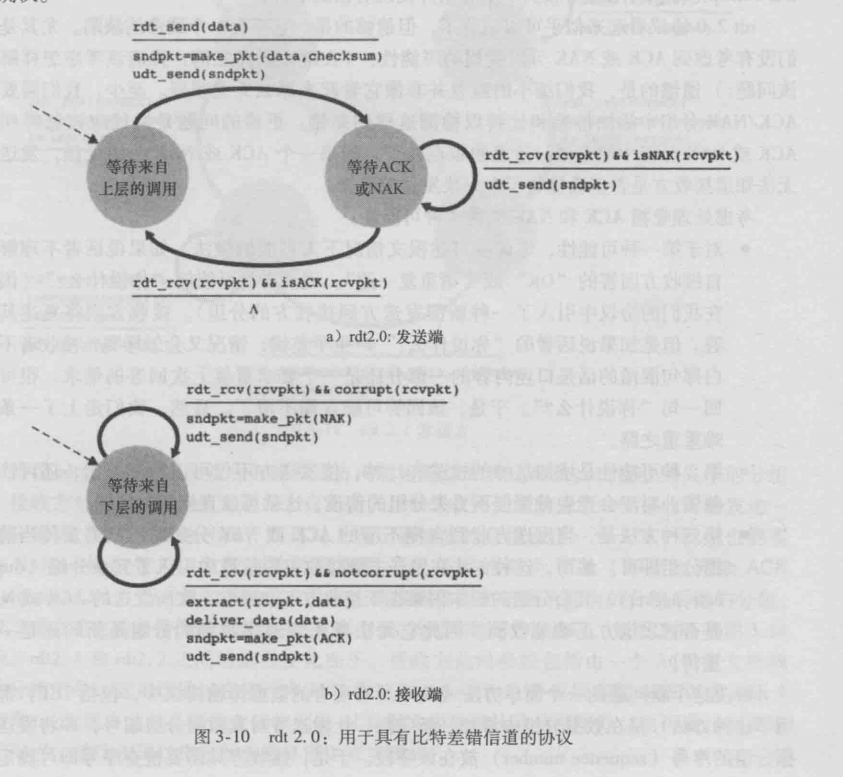 rdt_send(data)
sndpkt=make_pkt(data,checksum)
udt_send(sndpkt)
等待来自
上层的调用
等待ACK
或NAK
rdt_rcv(rcvpkt)&&isNAK(rcvpkt)
udt_send(sndpkt)
rdt_rcv(rcvpkt)&&isACK(rcvpkt)
a）rdt2.0: 发送端
rdt_rcv(rcvpkt)&&corrupt(rcvpkt)
sndpkt=make_pkt(NAK)
udt_send(sndpkt)
等待来自
下层的调用
rdt_rcv(rcvpkt)&&notcorrupt(rcvpkt)
extract(rcvpkt,data)
deliver_data(data)
sndpkt=make_pkt(ACK)
udt_send(sndpkt)
b）rdt2.0: 接收端
图 3-10 rdt 2.0：用于具有比特差错信道的协议